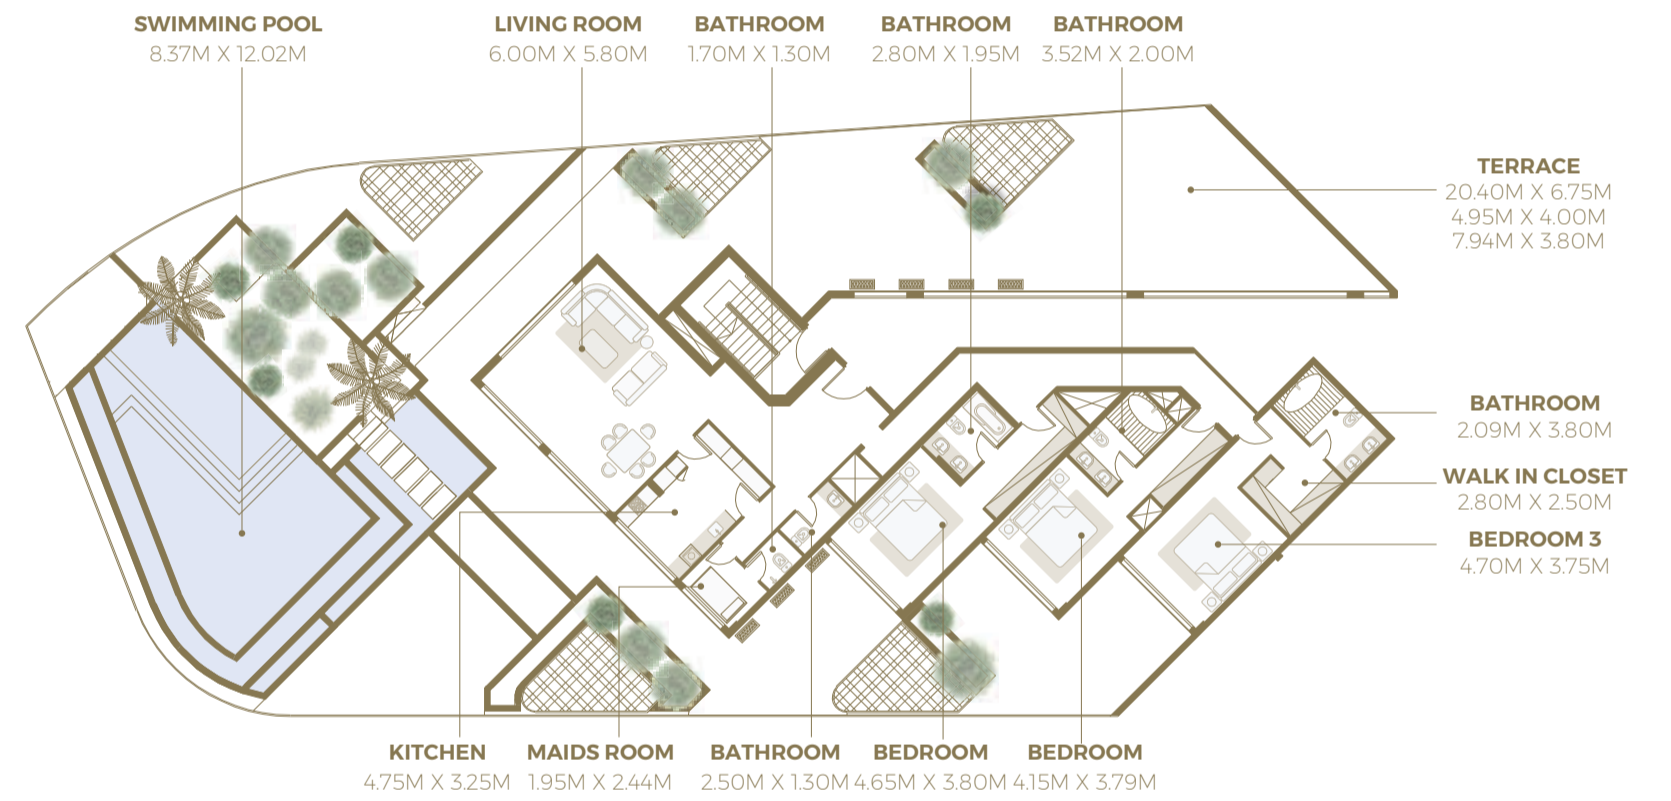 SWIMMING POOL
8.37M X 12.02M
LIVING ROOM
6.00M X 5.80M
BATHROOM
1.70M X 1.30M
BATHROOM
2.80M X 1.95M
BATHROOM
3.52M X 2.00M
TERRACE
20.40M X 6.75M
4.95M X 4.00M
7.94M X 3.80M
BATHROOM
2.09M X 3.80M
WALK IN CLOSET
2.80M X 2.50M
BEDROOM 3
4.70M X 3.75M
KITCHEN
4.75M X 3.25M
MAIDS ROOM
1.95M X 2.44M
BATHROOM
2.50M X 1.30M
BEDROOM
4.65M X 3.80M
BEDROOM
4.15M X 3.79M